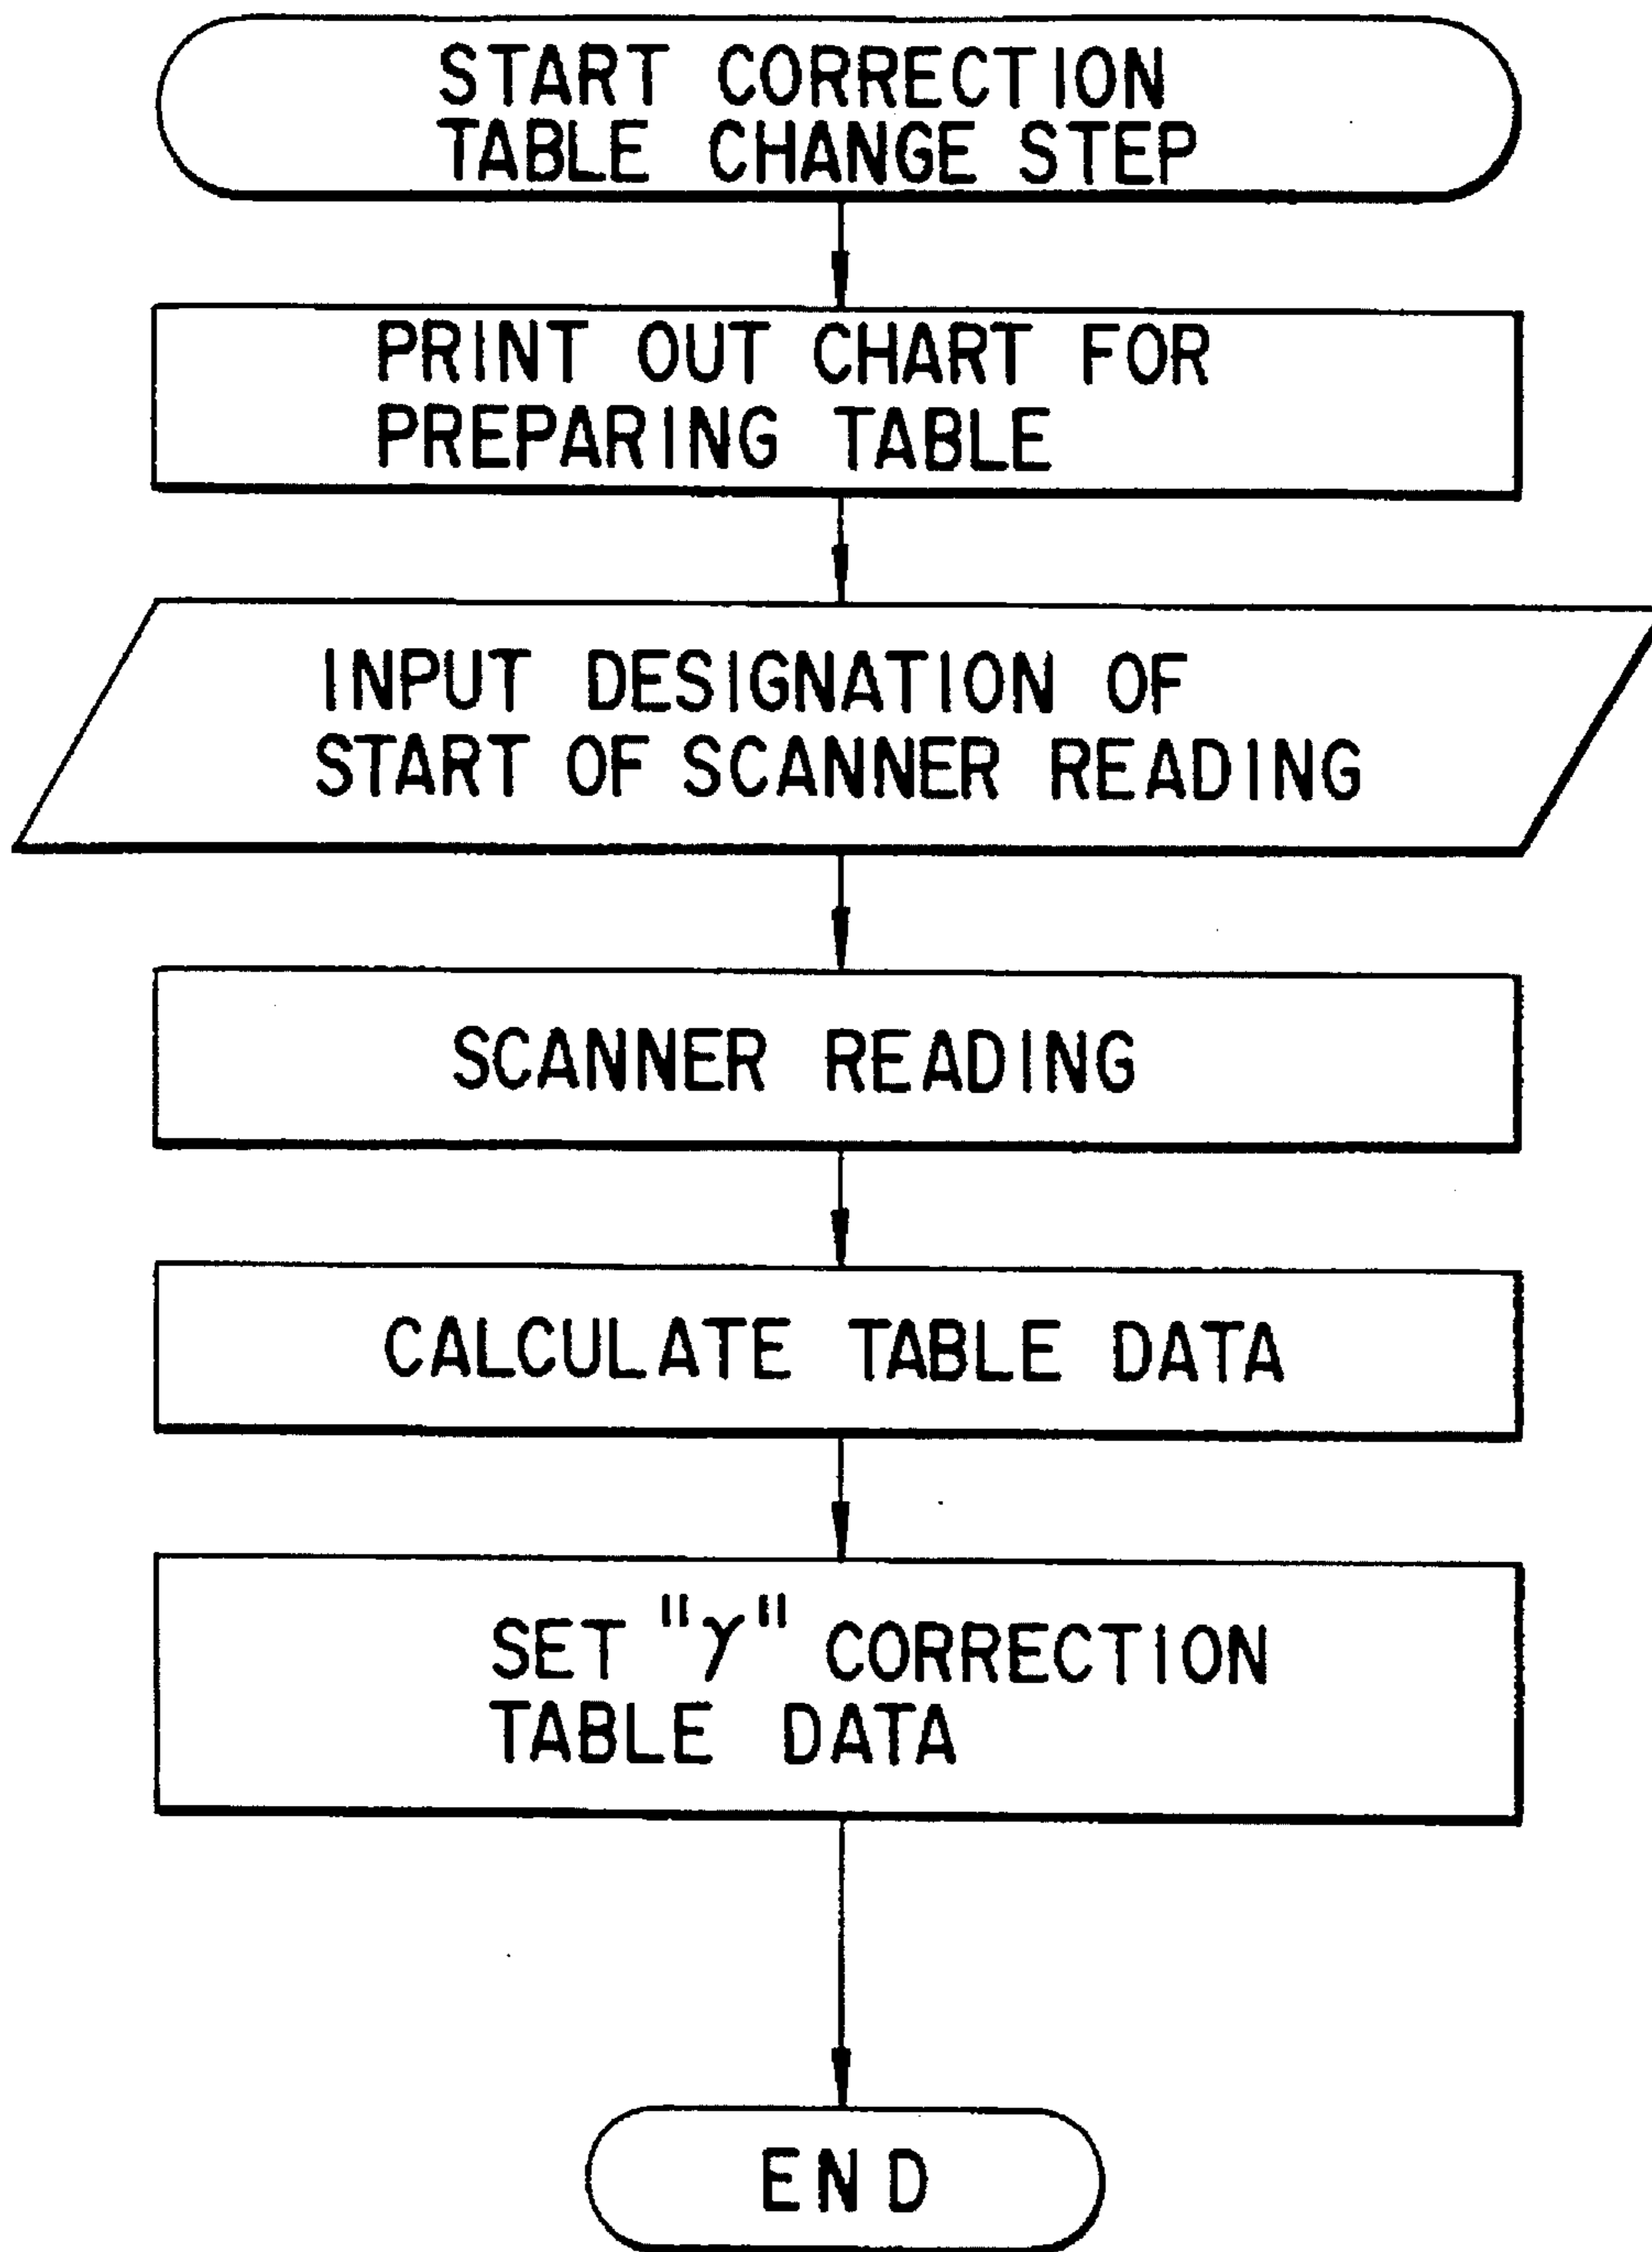 START CORRECTION
TABLE CHANGE STEP
PRINT OUT CHART FOR
PREPARING TABLE
INPUT DESIGNATION OF
START OF SCANNER READING
SCANNER READING
CALCULATE TABLE DATA
SET "γ" CORRECTION
TABLE DATA
END